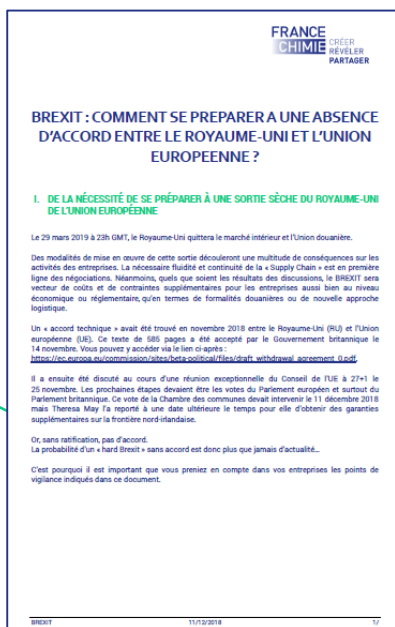 FRANCE
CHIMIE
CRÉER
RÉVÉLER
PARTAGER
BREXIT : COMMENT SE PREPARER A UNE ABSENCE
D'ACCORD ENTRE LE ROYAUME-UNI ET L'UNION
EUROPEENNE ?
I. DE LA NÉCESSITÉ DE SE PRÉPARER À UNE SORTIE SÈCHE DU ROYAUME-UNI
DE L'UNION EUROPÉENNE
Le 29 mars 2019 à 23h GMT, le Royaume-Uni quittera le marché intérieur et l'Union douanière.
Des modalités de mise en œuvre de cette sortie découleront une multitude de conséquences sur les
activités des entreprises. La nécessaire fluidité et continuité de la « Supply Chain » est en première
ligne des négociations. Néanmoins, quels que soient les résultats des discussions, le BREXIT sera
vecteur de coûts et de contraintes supplémentaires pour les entreprises aussi bien au niveau
économique ou réglementaire, qu'en termes de formalités douanières ou de nouvelle approche
logistique.
Un « accord technique » avait été trouvé en novembre 2018 entre le Royaume-Uni (RU) et l'Union
européenne (UE). Ce texte de 585 pages a été accepté par le Gouvernement britannique le
14 novembre. Vous pouvez y accéder via le lien ci-après :
https://ec.europa.eu/commission/sites/beta-political/files/draft_withdrawal_agreement_0.pdf.
Il a ensuite été discuté au cours d'une réunion exceptionnelle du Conseil de l'UE à 27+1 le
25 novembre. Les prochaines étapes devaient être les votes du Parlement européen et surtout du
Parlement britannique. Ce vote de la Chambre des communes devait intervenir le 11 décembre 2018
mais Theresa May l'a reporté à une date ultérieure le temps pour elle d'obtenir des garanties
supplémentaires sur la frontière nord-irlandaise.
Or, sans ratification, pas d'accord.
La probabilité d'un « hard Brexit » sans accord est donc plus que jamais d'actualité...
C'est pourquoi il est important que vous preniez en compte dans vos entreprises les points de
vigilance indiqués dans ce document.
BREXIT 11/12/2018 1/